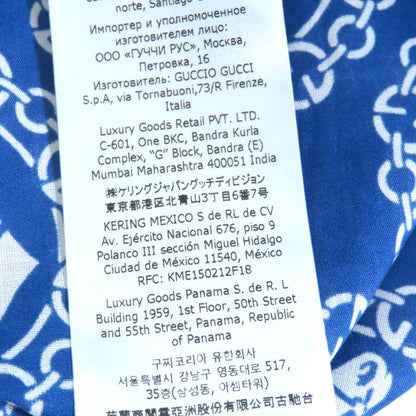 norte, Santiago
Импортер и уполномоченное
изготовителем лицо:
ООО «ГУЧЧИ РУС», Москва,
Петровка, 16
Изготовитель: GUCCIO GUCCI
S.p.A, via Tornabuoni,73/R Firenze,
Italia
Luxury Goods Retail PVT. LTD.
C-601, One BKC, Bandra Kurla
Complex, “G” Block, Bandra (E)
Mumbai Maharashtra 400051 India
㈱ケリングジャパングッチディビジョン
東京都港区北青山3丁目6番7号
KERING MEXICO S de RL de CV
Av. Ejército Nacional 676, piso 9
Polanco III sección Miguel Hidalgo
Ciudad de México 11540, México
RFC: KME150212F18
Luxury Goods Panama S. de R. L
Building 1959, 1st Floor, 50th Street
and 55th Street, Panama, Republic
of Panama
구찌코리아 유한회사
서울특별시 강남구 영동대로 517,
35층(삼성동, 아셈타워)